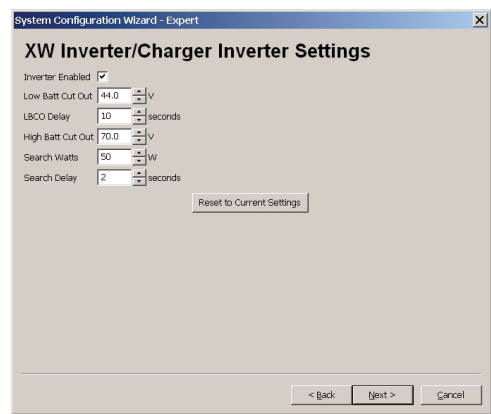 System Configuration Wizard - Expert
XW Inverter/Charger Inverter Settings
Inverter Enabled
Low Batt Cut Out 44.0 V
LBCO Delay 10 seconds
High Batt Cut Out 70.0 V
Search Watts 50 W
Search Delay 2 seconds
Reset to Current Settings
< Back Next > Cancel